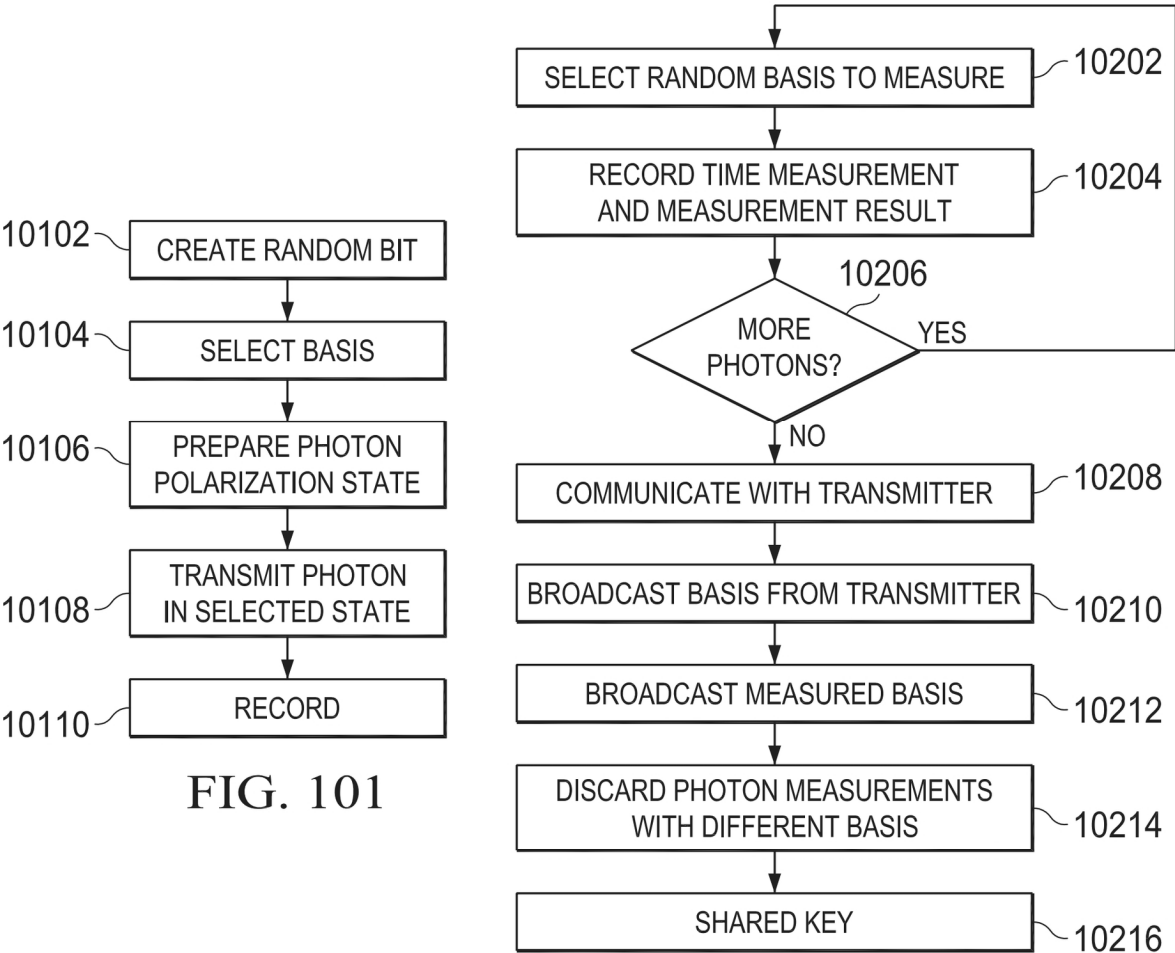 10102
CREATE RANDOM BIT
10104
SELECT BASIS
10106
PREPARE PHOTON
POLARIZATION STATE
10108
TRANSMIT PHOTON
IN SELECTED STATE
10110
RECORD
FIG. 101
SELECT RANDOM BASIS TO MEASURE
10202
RECORD TIME MEASUREMENT
AND MEASUREMENT RESULT
10204
10206
MORE
PHOTONS?
YES
NO
COMMUNICATE WITH TRANSMITTER
10208
BROADCAST BASIS FROM TRANSMITTER
10210
BROADCAST MEASURED BASIS
10212
DISCARD PHOTON MEASUREMENTS
WITH DIFFERENT BASIS
10214
SHARED KEY
10216